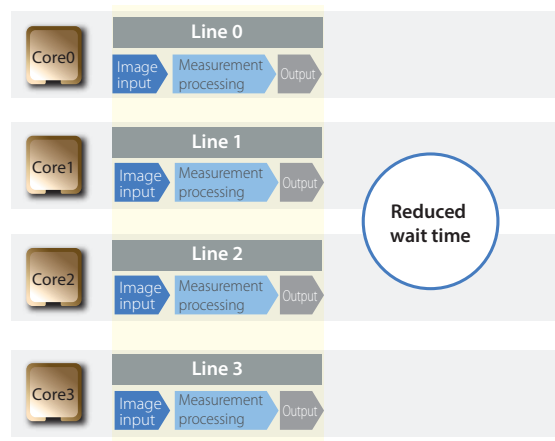 Line 0
Core0
Image
input
Measurement
processing
Output
Line 1
Core1
Image
input
Measurement
processing
Output
Reduced
wait time
Line 2
Core2
Image
input
Measurement
processing
Output
Line 3
Core3
Image
input
Measurement
processing
Output